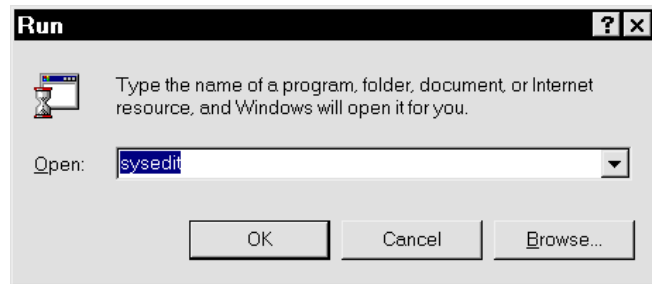 Run
Type the name of a program, folder, document, or Internet
resource, and Windows will open it for you.
Open: sysedit
OK Cancel Browse...